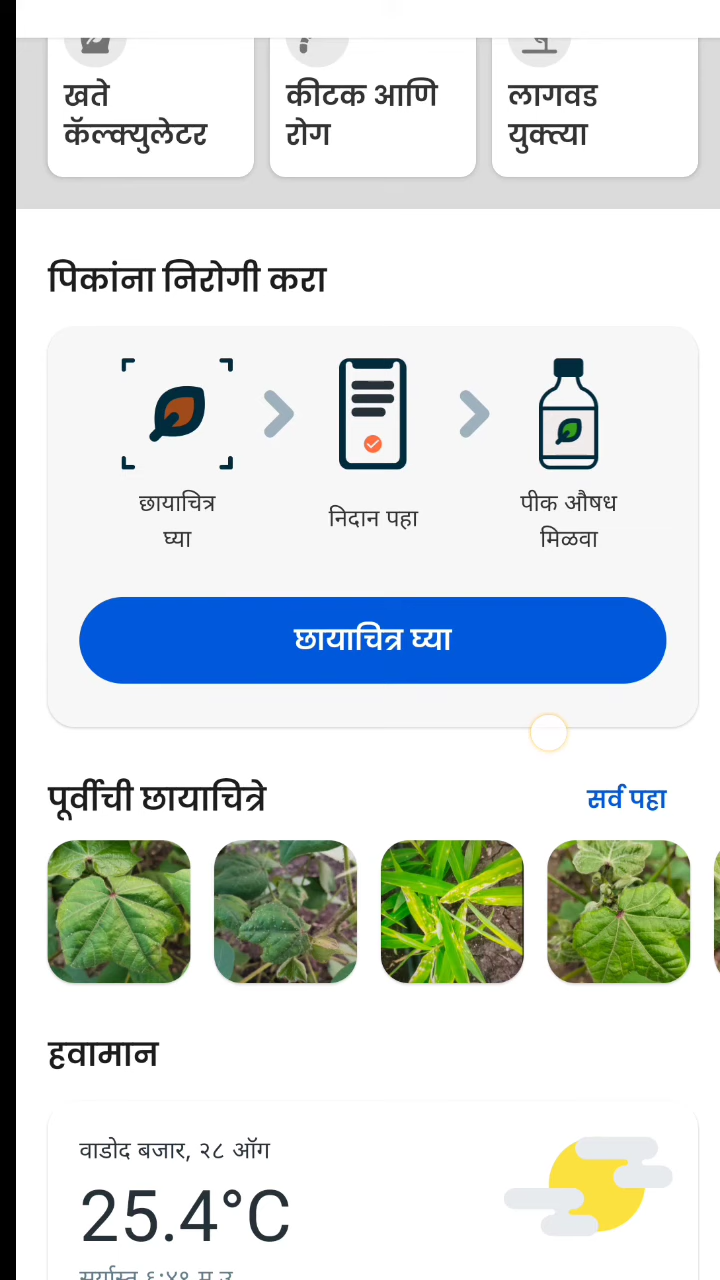 खते
कॅल्क्युलेटर
कीटक आणि
रोग
लागवड
युक्त्या
पिकांना निरोगी करा
छायाचित्र
घ्या
निदान पहा
पीक औषध
मिळवा
छायाचित्र घ्या
पूर्वीची छायाचित्रे
सर्व पहा
हवामान
वाडोद बजार, २८ ऑग
25.4°C